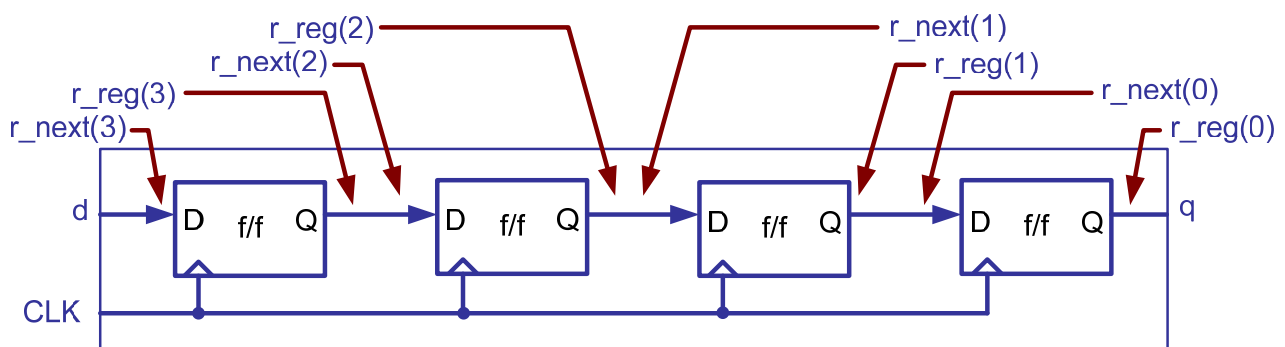 r_reg(2)
r_next(1)
r_next(2)
r_reg(1)
r_reg(3)
r_next(0)
r_next(3)
r_reg(0)
d
D f/f Q
D f/f Q
D f/f Q
D f/f Q
q
CLK